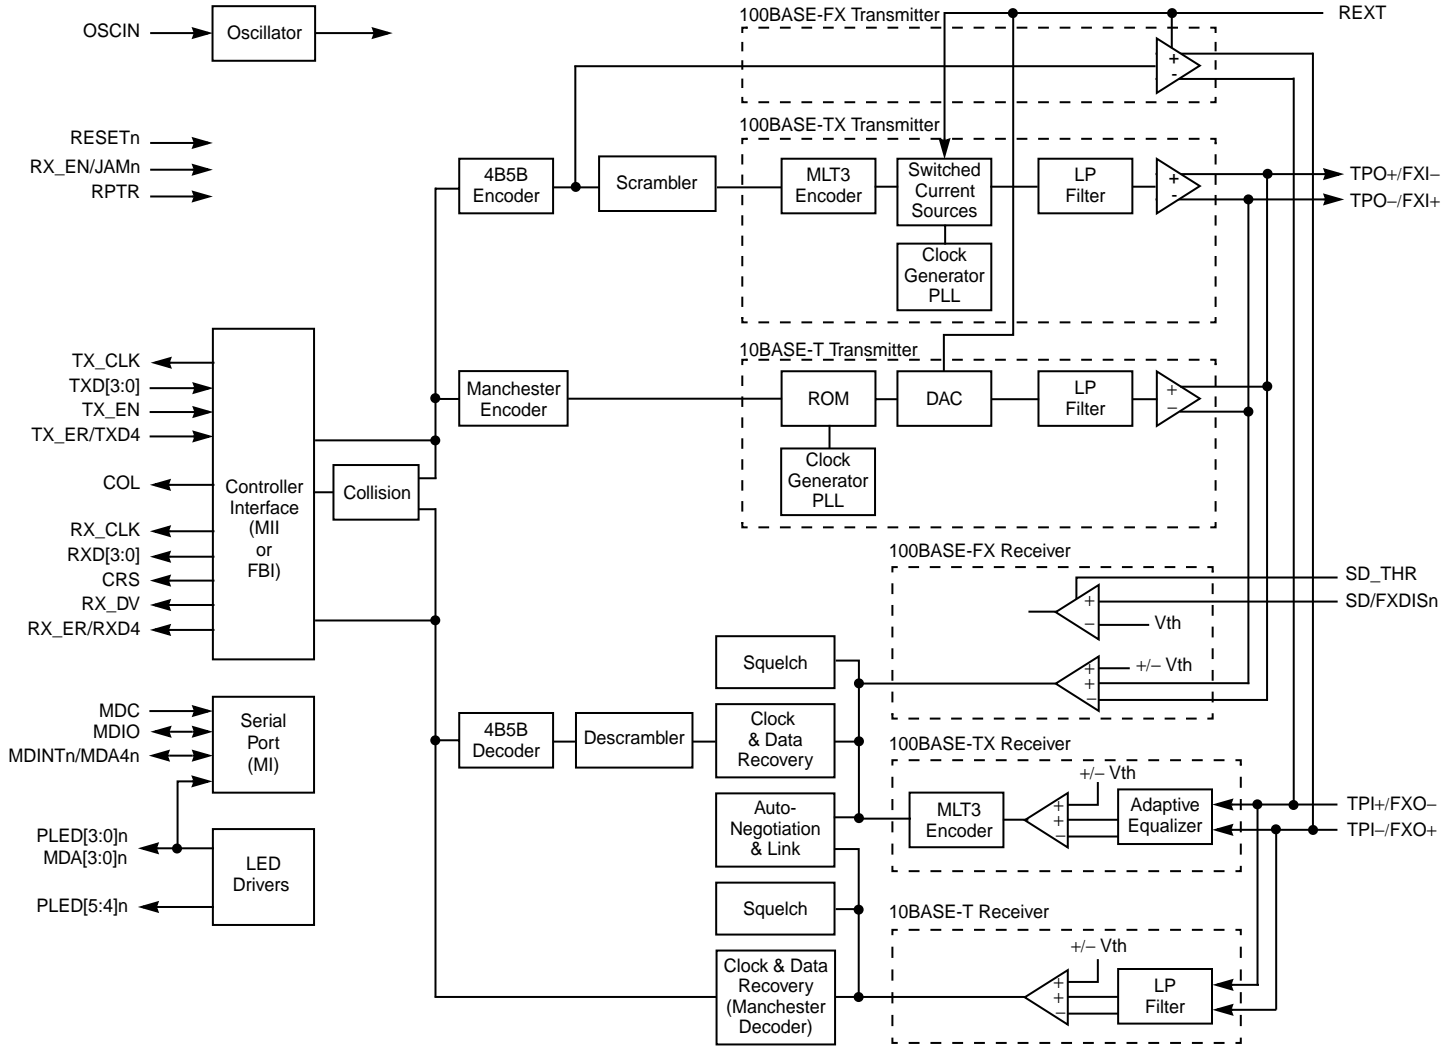 100BASE-FX Transmitter
REXT
OSCIN
Oscillator
+
-
RESETn
RX_EN/JAMn
RPTR
100BASE-TX Transmitter
4B5B
Encoder
Scrambler
MLT3
Encoder
Switched
Current
Sources
LP
Filter
+
-
TPO+/FXI−
TPO−/FXI+
Clock
Generator
PLL
10BASE-T Transmitter
TX_CLK
TXD[3:0]
TX_EN
TX_ER/TXD4
COL
RX_CLK
RXD[3:0]
CRS
RX_DV
RX_ER/RXD4
Controller
Interface
(MII
or
FBI)
Collision
Manchester
Encoder
ROM
DAC
LP
Filter
+
−
Clock
Generator
PLL
100BASE-FX Receiver
SD_THR
SD/FXDISn
+
−
Vth
+/− Vth
+
+
−
Squelch
MDC
MDIO
MDINTn/MDA4n
Serial
Port
(MI)
4B5B
Decoder
Descrambler
Clock
& Data
Recovery
100BASE-TX Receiver
+/− Vth
MLT3
Encoder
+
+
−
Adaptive
Equalizer
TPI+/FXO−
TPI−/FXO+
Auto-
Negotiation
& Link
PLED[3:0]n
MDA[3:0]n
PLED[5:4]n
LED
Drivers
Squelch
10BASE-T Receiver
+/− Vth
Clock & Data
Recovery
(Manchester
Decoder)
+
+
−
LP
Filter